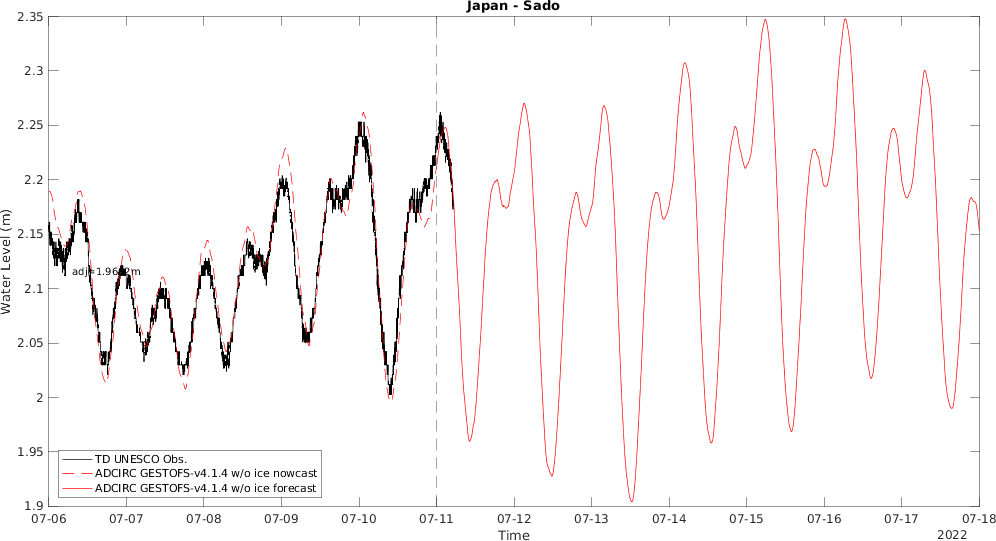 Japan - Sado
Water Level (m)
2.35
2.3
2.25
2.2
2.15
2.1
2.05
2
1.95
1.9
TD UNESCO Obs.
ADCIRC GESTOFS-v4.1.4 w/o ice nowcast
ADCIRC GESTOFS-v4.1.4 w/o ice forecast
07-06 07-07 07-08 07-09 07-10 07-11 07-12 07-13 07-14 07-15 07-16 07-17 07-18
Time
2022